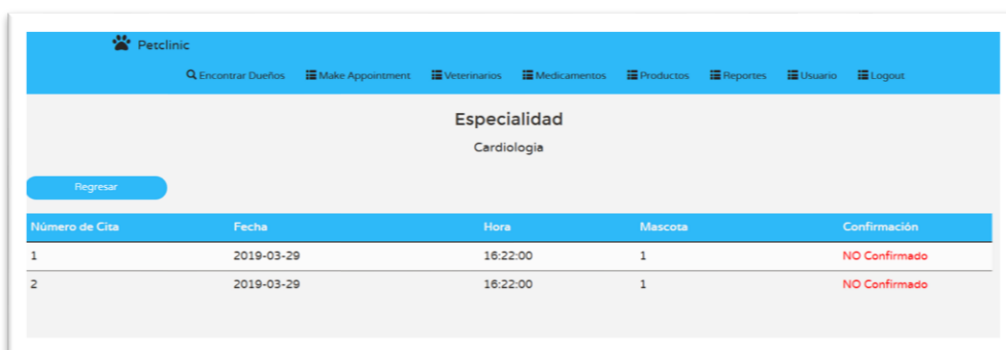 Petclinic
Encontrar Dueños Make Appointment Veterinarios Medicamentos Productos Reportes Usuario Logout
Especialidad
Cardiologia
Regresar
Número de Cita Fecha Hora Mascota Confirmación
1 2019-03-29 16:22:00 1 NO Confirmado
2 2019-03-29 16:22:00 1 NO Confirmado